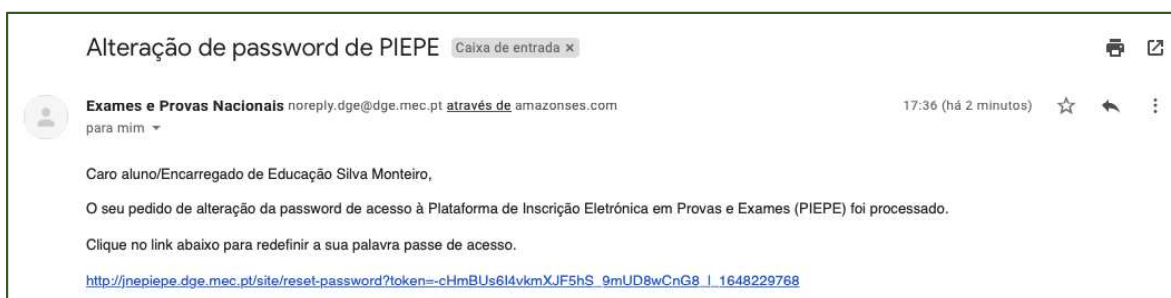 Alteração de password de PIEPE Caixa de entrada ×
Exames e Provas Nacionais noreply.dge@dge.mec.pt através de amazonses.com 17:36 (há 2 minutos)
para mim
Caro aluno/Encarregado de Educação Silva Monteiro,
O seu pedido de alteração da password de acesso à Plataforma de Inscrição Eletrónica em Provas e Exames (PIEPE) foi processado.
Clique no link abaixo para redefinir a sua palavra passe de acesso.
http://jnepiepe.dge.mec.pt/site/reset-password?token=-cHmBUs6I4vkmXJF5hS_9mUD8wCnG8_I_1648229768